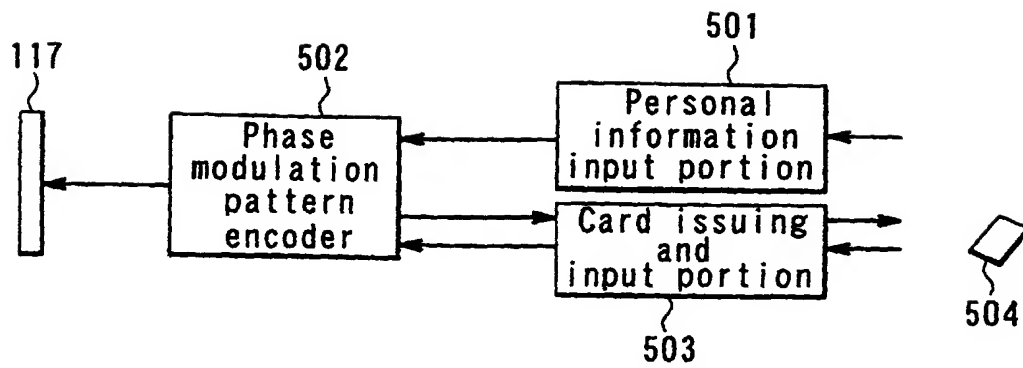 117
502
501
Phase
modulation
pattern
encoder
Personal
information
input portion
Card issuing
and
input portion
503
504